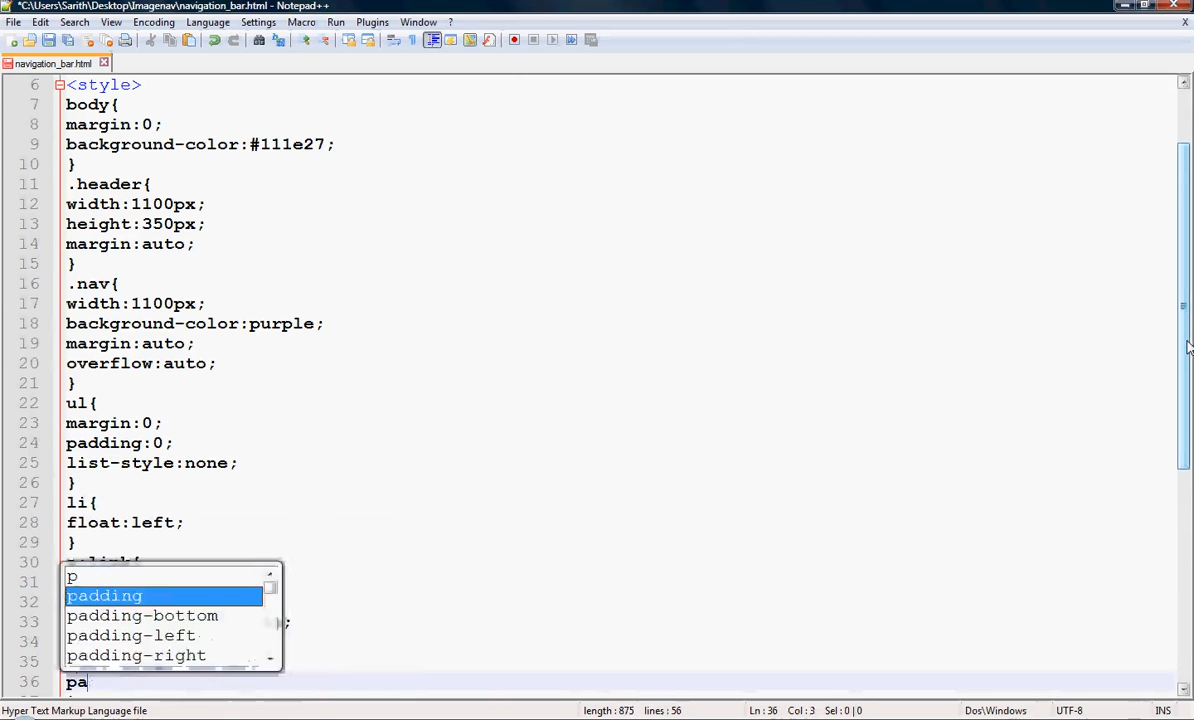 *C:\Users\Sarith\Desktop\Imagenav\navigation_bar.html - Notepad++
File Edit Search View Encoding Language Settings Macro Run Plugins Window ? X
navigation_bar.html
6 <style>
7 body{
8 margin:0;
9 background-color:#111e27;
10 }
11 .header{
12 width:1100px;
13 height:350px;
14 margin:auto;
15 }
16 .nav{
17 width:1100px;
18 background-color:purple;
19 margin:auto;
20 overflow:auto;
21 }
22 ul{
23 margin:0;
24 padding:0;
25 list-style:none;
26 }
27 li{
28 float:left;
29 }
30
p
31
padding
32
padding-bottom
33 ;
padding-left
34
padding-right
35
36 pa
Hyper Text Markup Language file length:875 lines:56 Ln:36 Col:3 Sel:0|0 Dos\Windows UTF-8 INS